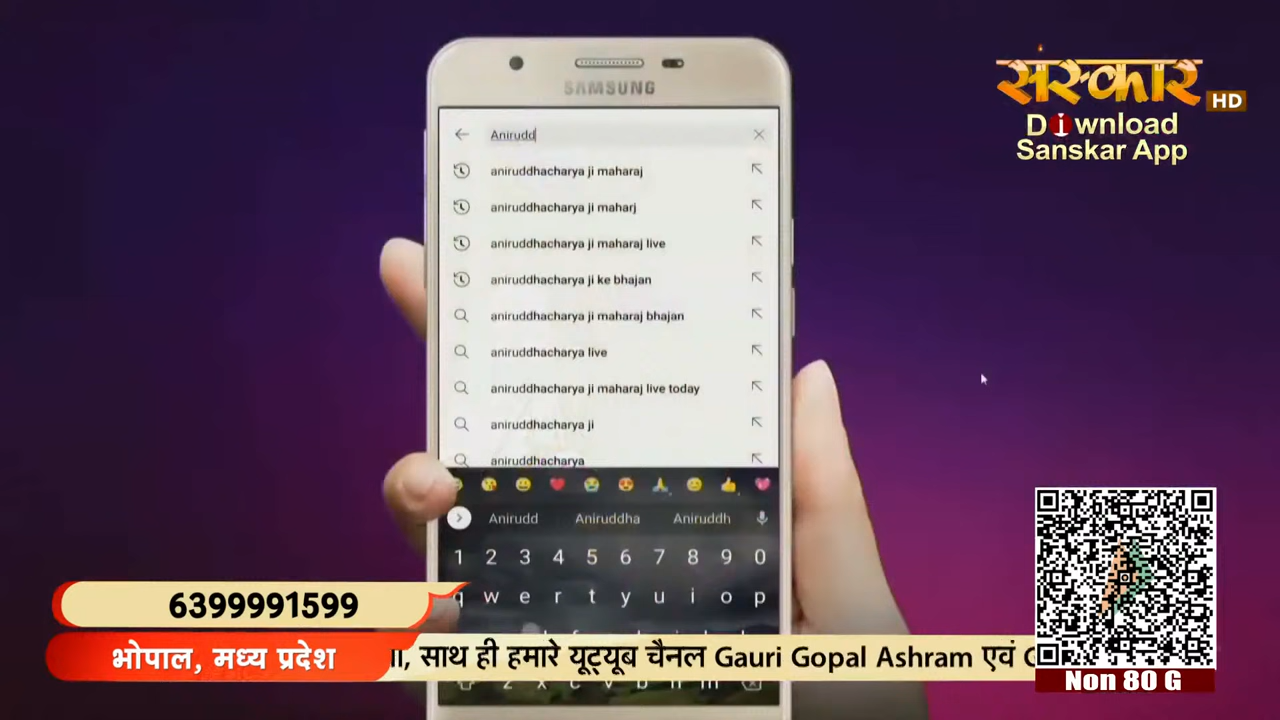 SAMSUNG
Anirudd
aniruddhacharya ji maharaj
aniruddhacharya ji maharj
aniruddhacharya ji maharaj live
aniruddhacharya ji ke bhajan
aniruddhacharya ji maharaj bhajan
aniruddhacharya live
aniruddhacharya ji maharaj live today
aniruddhacharya ji
aniruddhacharya
Anirudd Aniruddha Aniruddh
1 2 3 4 5 6 7 8 9 0
q w e r t y u i o p
z x c v b n m
संस्कार HD
Download
Sanskar App
6399991599
भोपाल, मध्य प्रदेश
साथ ही हमारे यूट्यूब चैनल Gauri Gopal Ashram एवं
Non 80 G